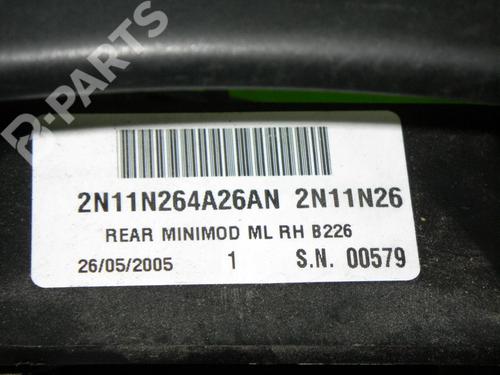 R-PARTS
2N11N264A26AN 2N11N26
REAR MINIMOD ML RH B226
26/05/2005 1 S.N. 00579